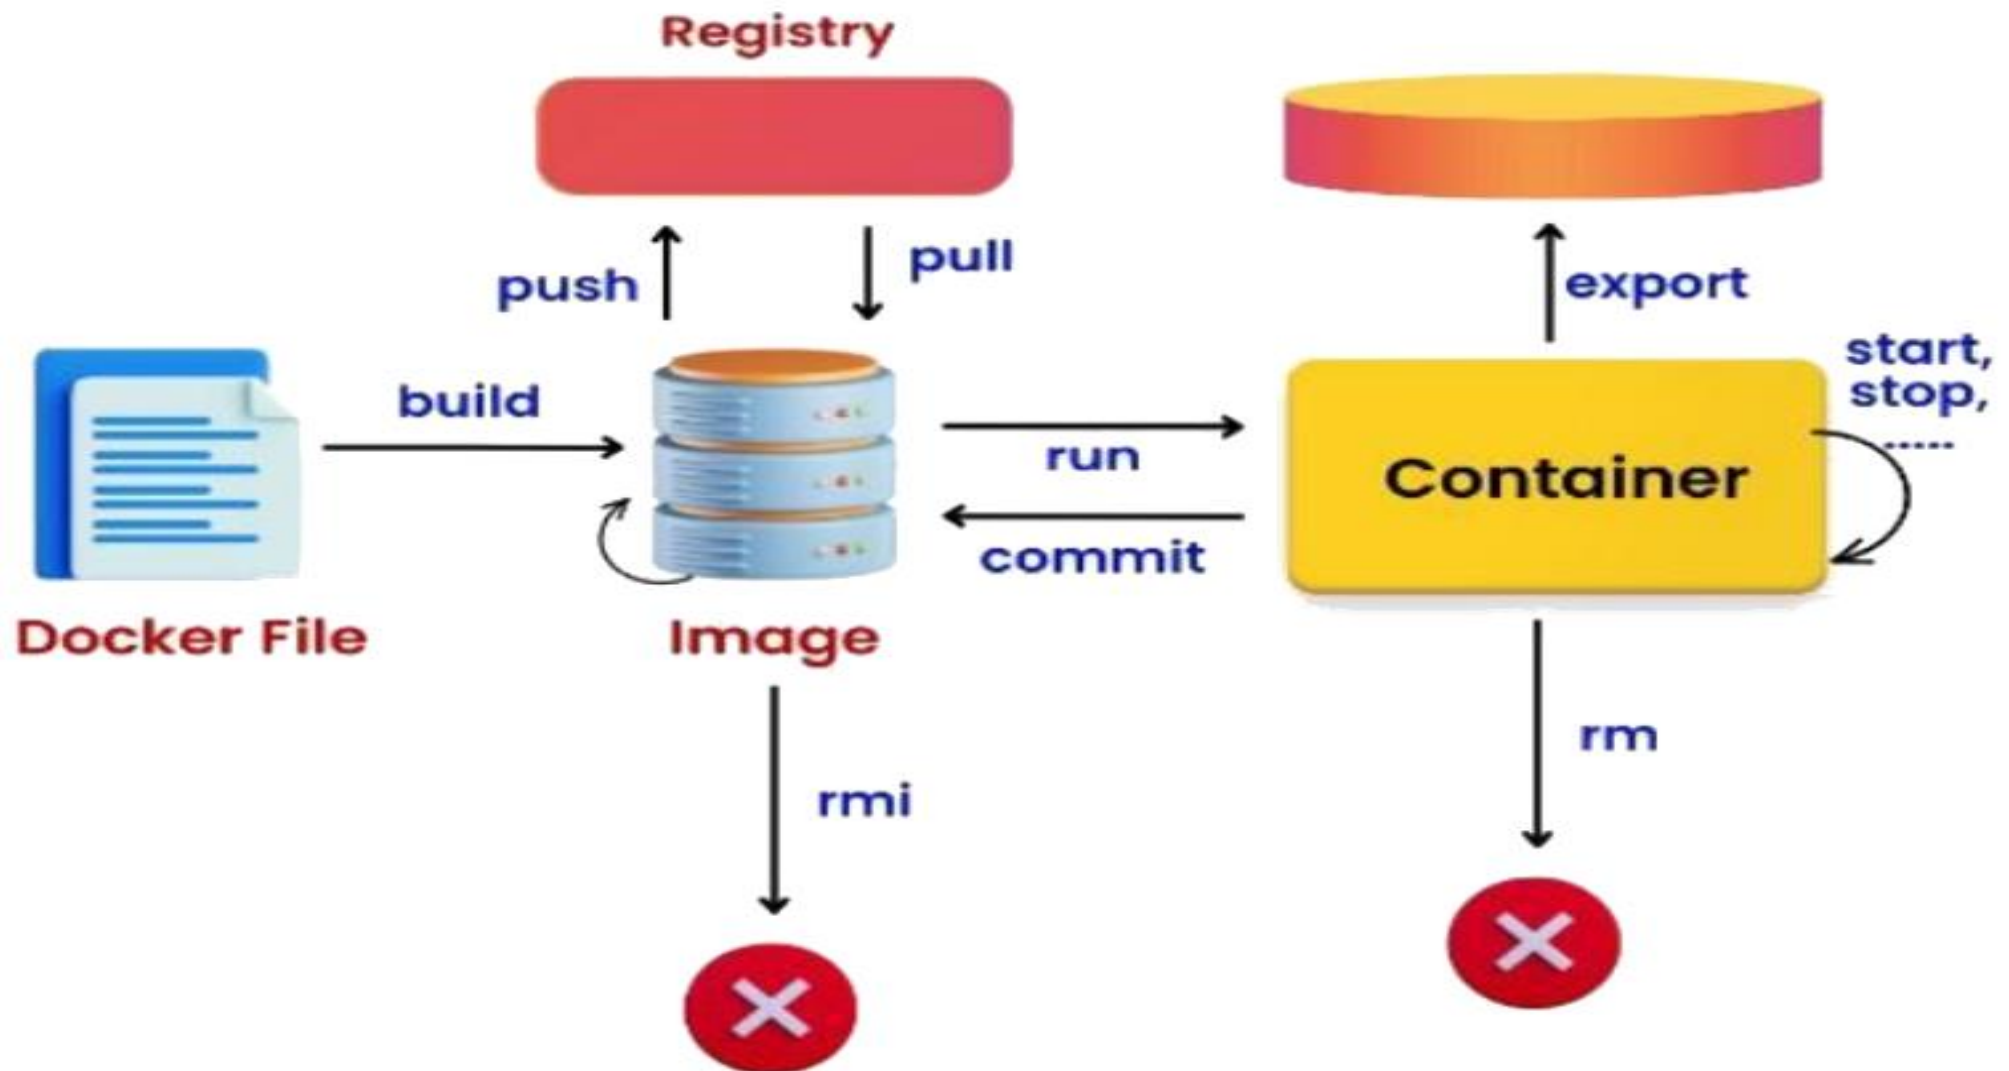 Registry
push
pull
export
start,
stop,
.....
build
run
Container
commit
Docker File
Image
rm
rmi